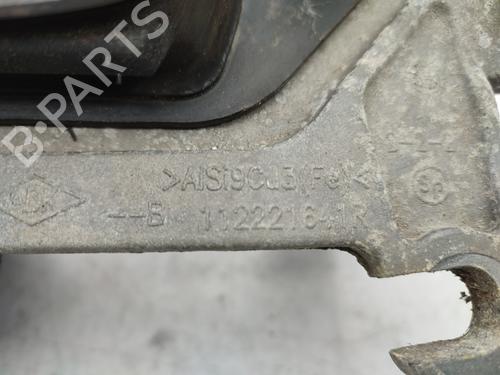 B-PARTS
>AlSi9Cu3(Fe)<
--B 112221641R